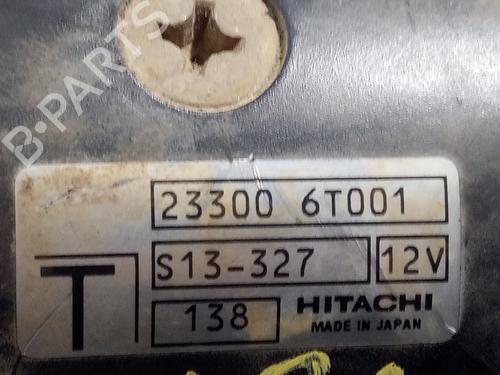 B-PARTS
23300 6T001
S13-327 12V
T 138 HITACHI
MADE IN JAPAN